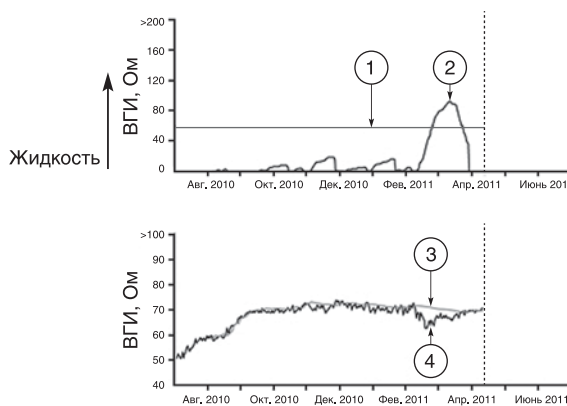 >200
160
120
80
40
0
ВГИ, Ом
Жидкость
1
2
Авг. 2010
Окт. 2010
Дек. 2010
Фев. 2011
Апр. 2011
Июнь 2011
>100
90
80
70
60
50
40
ВГИ, Ом
3
4
Авг. 2010
Окт. 2010
Дек. 2010
Фев. 2011
Апр. 2011
Июнь 2011